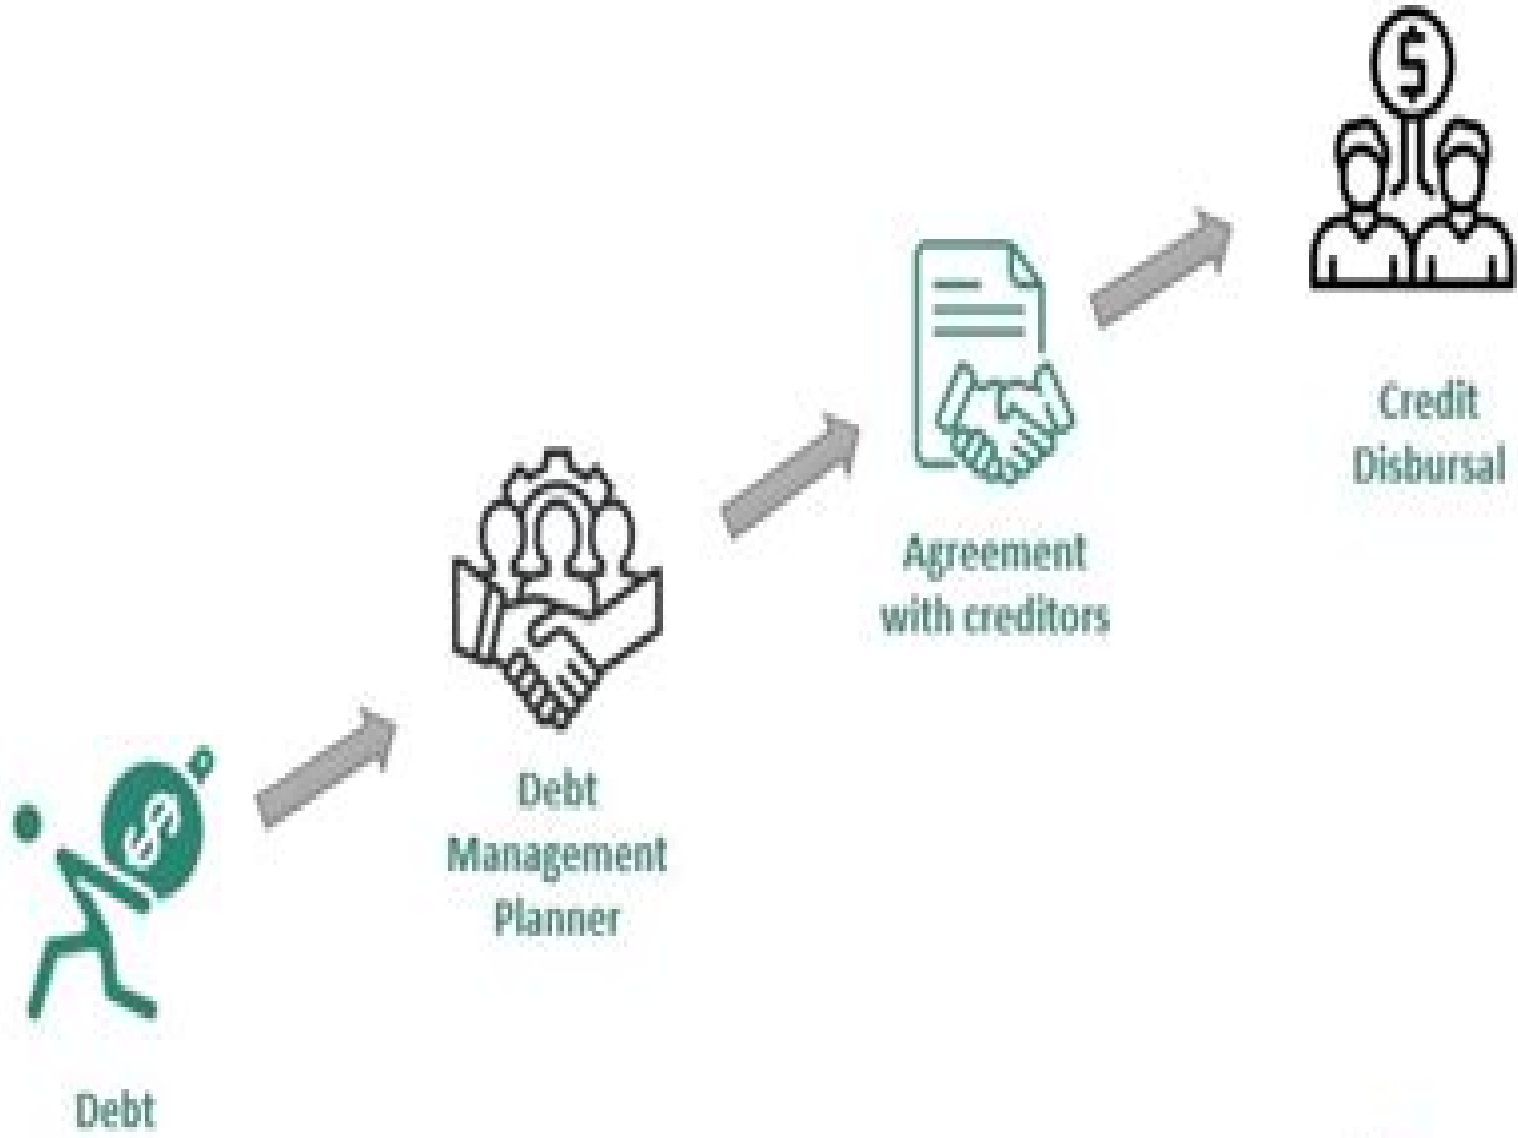 Debt
Debt
Management
Planner
Agreement
with creditors
Credit
Disbursal